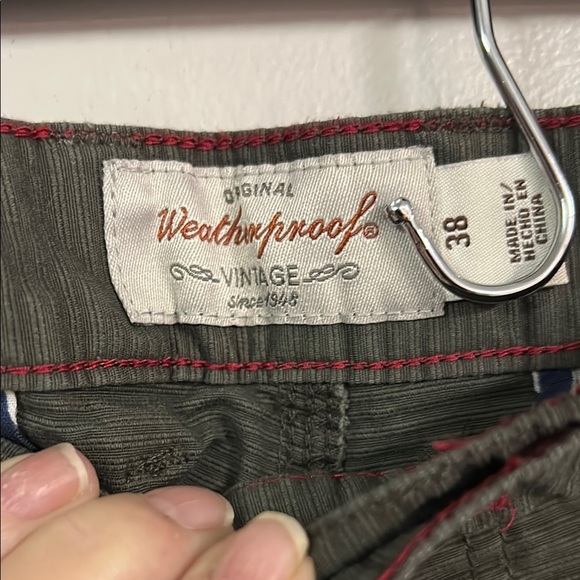 ORIGINAL
Weatherproof®
VINTAGE
Since 1948
38
MADE IN/
HECHO EN
CHINA